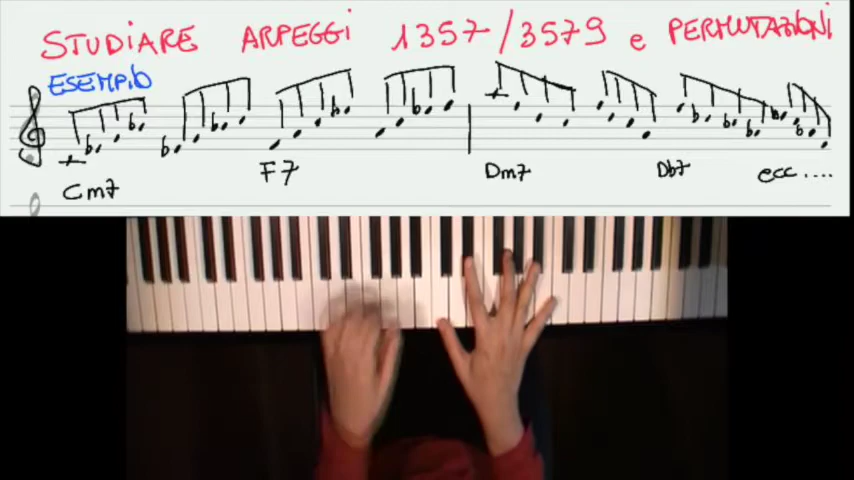 STUDIARE ARPEGGI 1357/3579 e PERMUTAZIONI
ESEMPIO
Cm7 F7 Dm7 Db7 ecc....